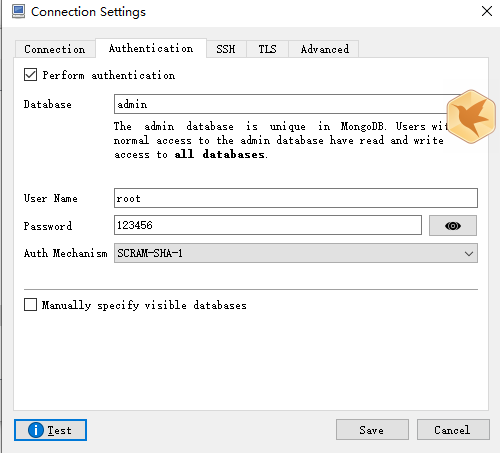 Connection Settings
Connection Authentication SSH TLS Advanced
Perform authentication
Database admin
The admin database is unique in MongoDB. Users with
normal access to the admin database have read and write
access to all databases.
User Name root
Password 123456
Auth Mechanism SCRAM-SHA-1
Manually specify visible databases
Test Save Cancel